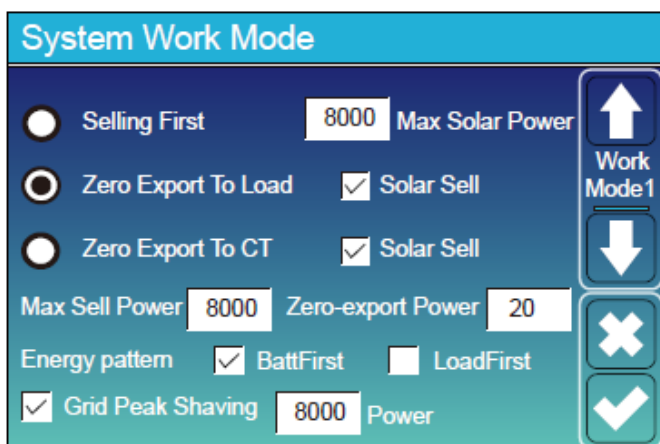 System Work Mode
Selling First 8000 Max Solar Power
Zero Export To Load Solar Sell
Zero Export To CT Solar Sell
Work
Mode1
Max Sell Power 8000 Zero-export Power 20
Energy pattern BattFirst LoadFirst
Grid Peak Shaving 8000 Power